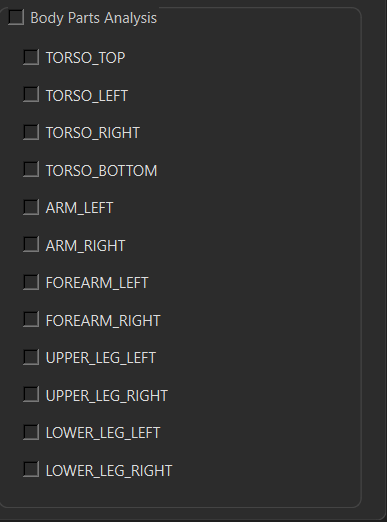 Body Parts Analysis
TORSO_TOP
TORSO_LEFT
TORSO_RIGHT
TORSO_BOTTOM
ARM_LEFT
ARM_RIGHT
FOREARM_LEFT
FOREARM_RIGHT
UPPER_LEG_LEFT
UPPER_LEG_RIGHT
LOWER_LEG_LEFT
LOWER_LEG_RIGHT